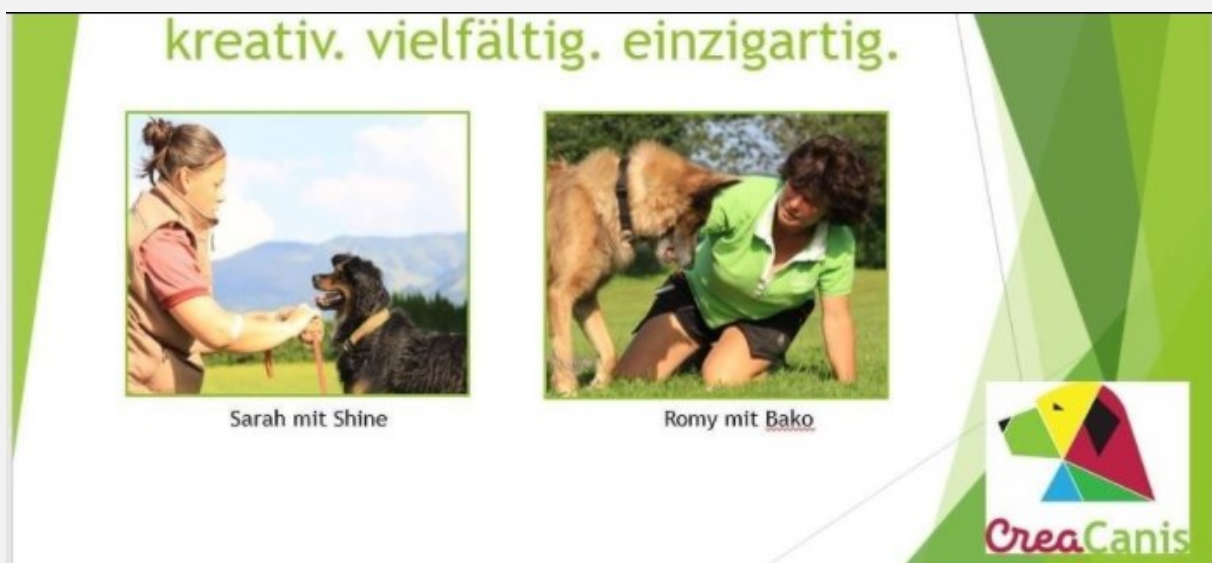 kreativ. vielfältig. einzigartig.
Sarah mit Shine
Romy mit Bako
CreaCanis